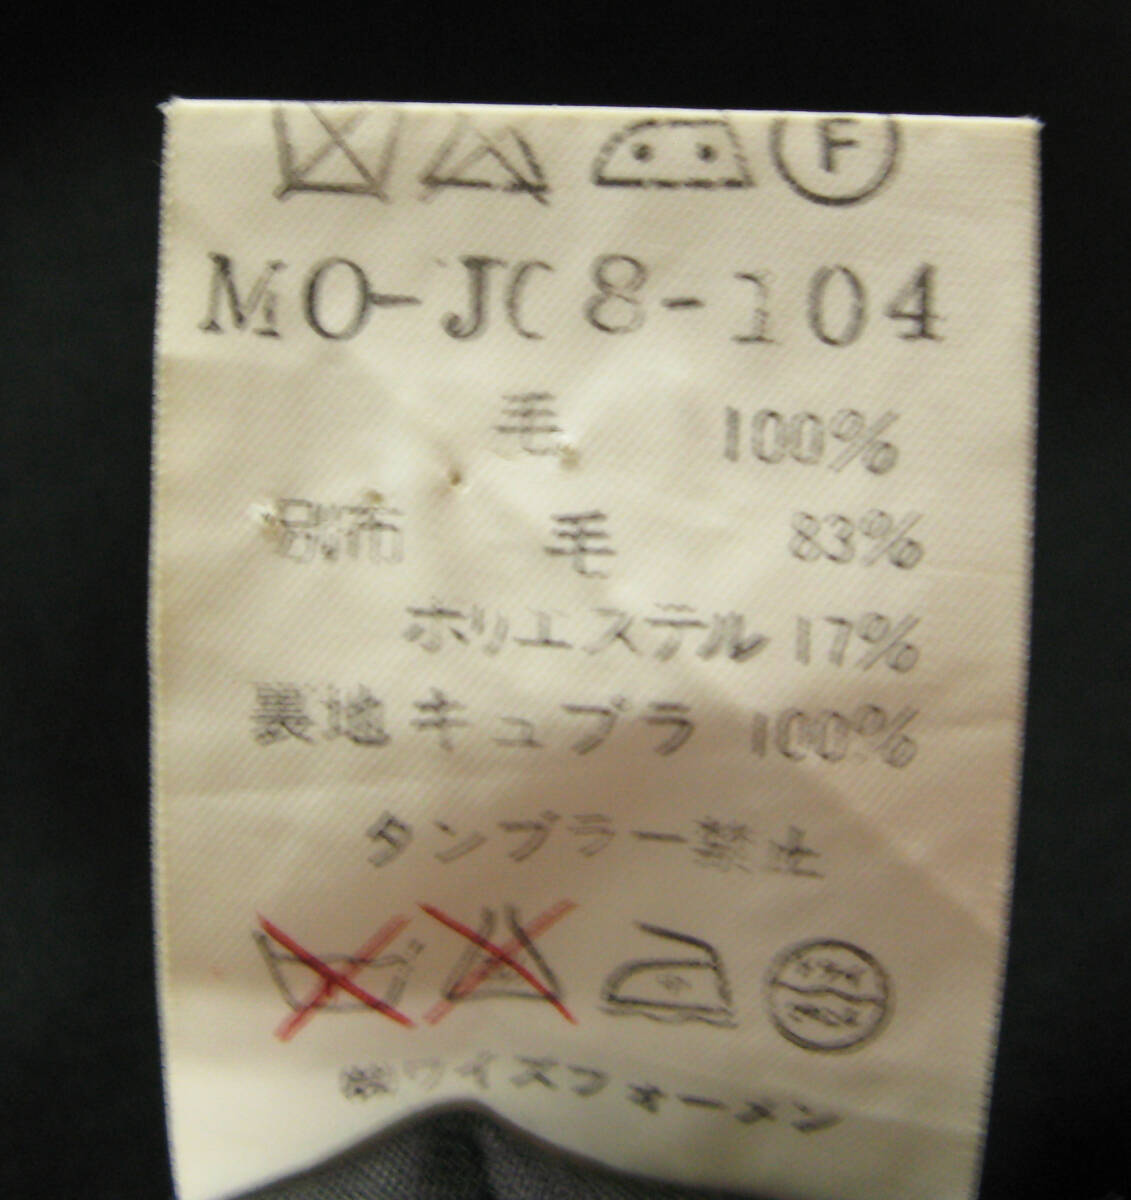 F
MO-J08-104
毛 100%
別布 毛 83%
ポリエステル 17%
裏地 キュプラ 100%
タンブラー禁止
㈱ワイズフォーメン